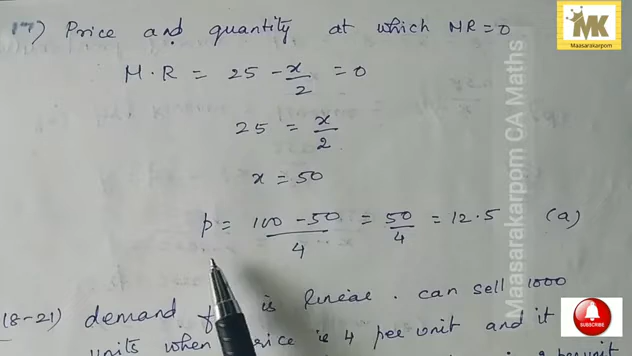 17) Price and quantity at which MR=0
M.R = 25 - x/2 = 0
25 = x/2
x = 50
p = 100 - 50 / 4 = 50/4 = 12.5 (a)
(18-21) demand f is linear. can sell 1000
units when rice is 4 per unit and it
MK
Maasarakarpom
Maasarakarpom CA Maths
SUBSCRIBE